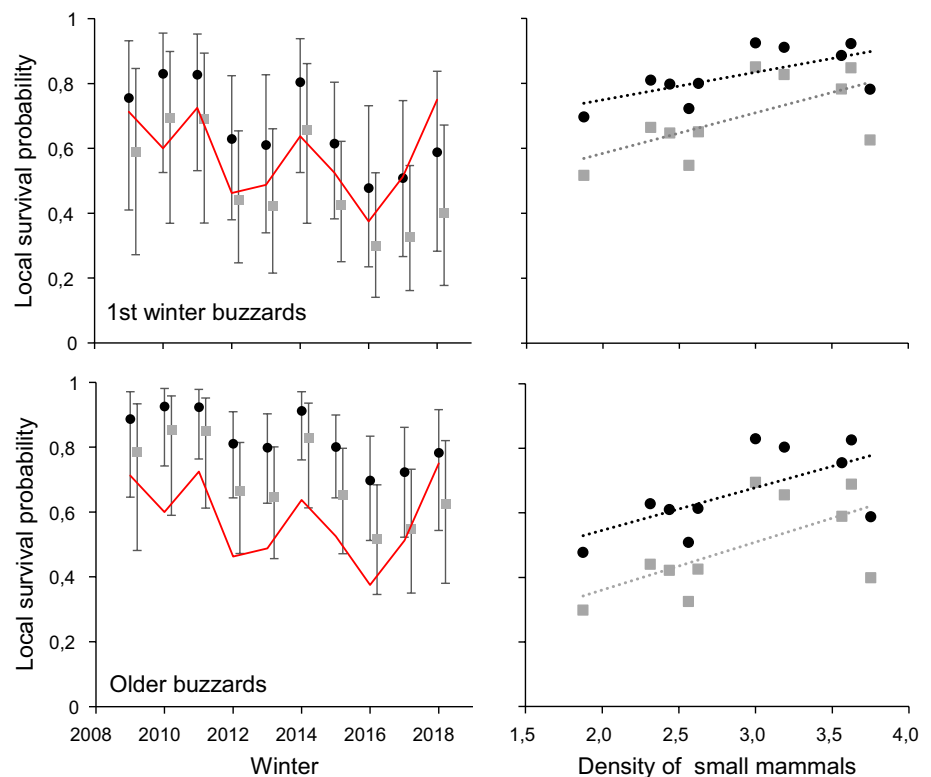 Local survival probability
1
0,8
0,6
0,4
0,2
0
1st winter buzzards
Local survival probability
1
0,8
0,6
0,4
0,2
0
Older buzzards
2008 2010 2012 2014 2016 2018
Winter
1,5 2,0 2,5 3,0 3,5 4,0
Density of small mammals